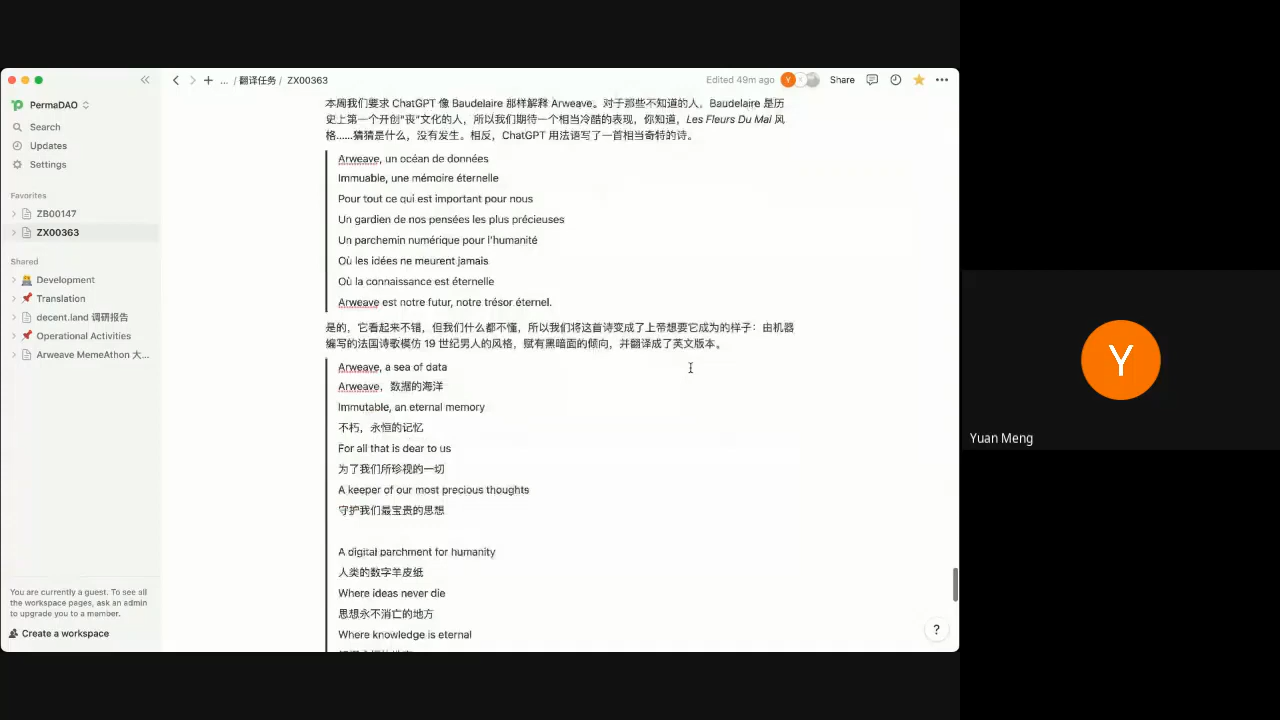 PermaDAO
Search
Updates
Settings
Favorites
ZB00147
ZX00363
Shared
Development
Translation
decent.land 调研报告
Operational Activities
Arweave MemeAthon 大...
You are currently a guest. To see all
the workspace pages, ask an admin
to upgrade you to a member.
Create a workspace
... / 翻译任务 / ZX00363
Edited 49m ago
Y
Share
本周我们要求 ChatGPT 像 Baudelaire 那样解释 Arweave。对于那些不知道的人，Baudelaire 是历
史上第一个开创“丧”文化的人，所以我们期待一个相当冷酷的表现，你知道，Les Fleurs Du Mal 风
格……猜猜是什么，没有发生。相反，ChatGPT 用法语写了一首相当奇特的诗。
Arweave, un océan de données
Immuable, une mémoire éternelle
Pour tout ce qui est important pour nous
Un gardien de nos pensées les plus précieuses
Un parchemin numérique pour l'humanité
Où les idées ne meurent jamais
Où la connaissance est éternelle
Arweave est notre futur, notre trésor éternel.
是的，它看起来不错，但我们什么都不懂，所以我们将这首诗变成了上帝想要它成为的样子：由机器
编写的法国诗歌模仿 19 世纪男人的风格，赋有黑暗面的倾向，并翻译成了英文版本。
Arweave, a sea of data
Arweave，数据的海洋
Immutable, an eternal memory
不朽，永恒的记忆
For all that is dear to us
为了我们所珍视的一切
A keeper of our most precious thoughts
守护我们最宝贵的思想
A digital parchment for humanity
人类的数字羊皮纸
Where ideas never die
思想永不消亡的地方
Where knowledge is eternal
?
Y
Yuan Meng